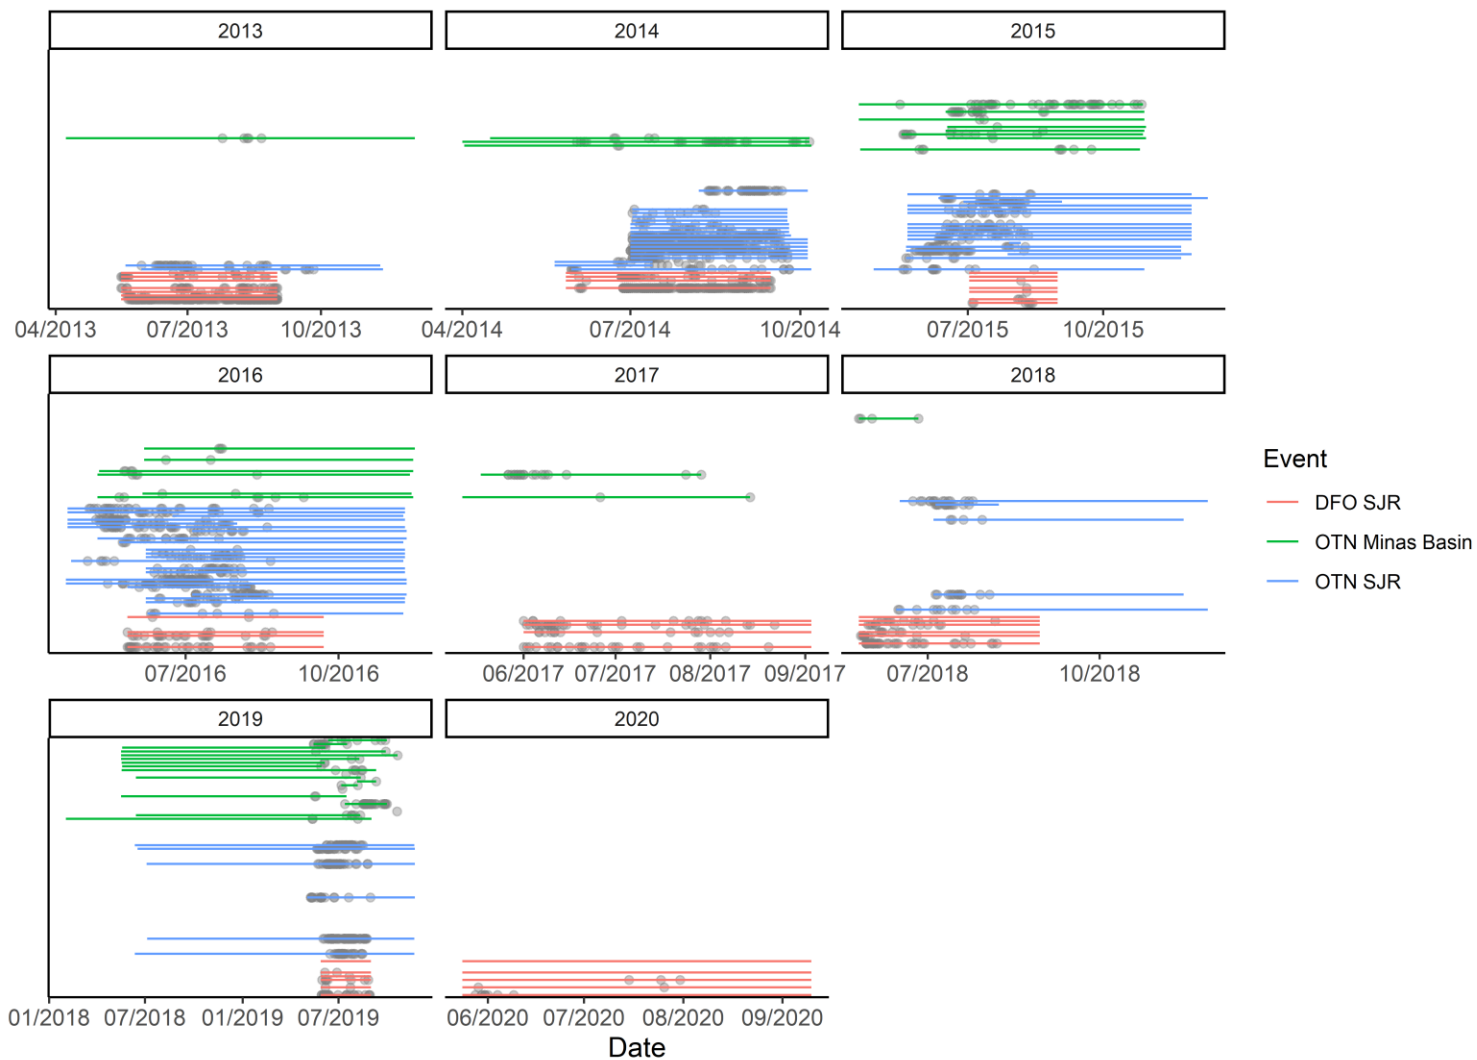 2013 2014 2015
04/2013 07/2013 10/2013 04/2014 07/2014 10/2014 07/2015 10/2015
2016 2017 2018
Event
DFO SJR
OTN Minas Basin
OTN SJR
07/2016 10/2016 06/2017 07/2017 08/2017 09/2017 07/2018 10/2018
2019 2020
01/2018 07/2018 01/2019 07/2019 06/2020 07/2020 08/2020 09/2020
Date